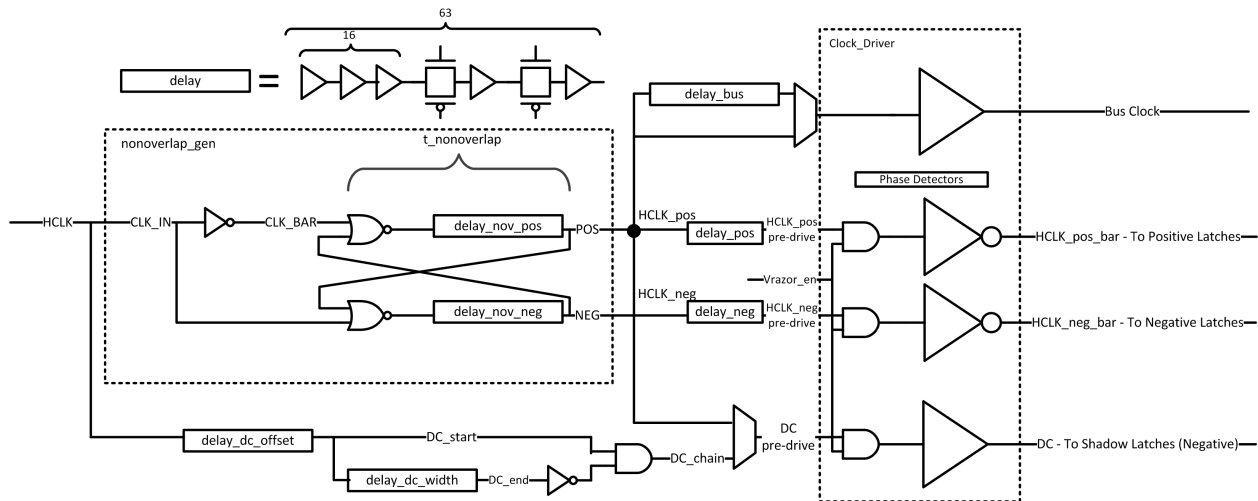 63
16
delay
Clock_Driver
delay_bus
Bus Clock
nonoverlap_gen
t_nonoverlap
Phase Detectors
HCLK
CLK_IN
CLK_BAR
delay_nov_pos
POS
HCLK_pos
delay_pos
HCLK_pos
pre-drive
HCLK_pos_bar - To Positive Latches
Vrazor_en
delay_nov_neg
NEG
HCLK_neg
delay_neg
HCLK_neg
pre-drive
HCLK_neg_bar - To Negative Latches
delay_dc_offset
DC_start
DC
pre-drive
DC - To Shadow Latches (Negative)
DC_chain
delay_dc_width
DC_end